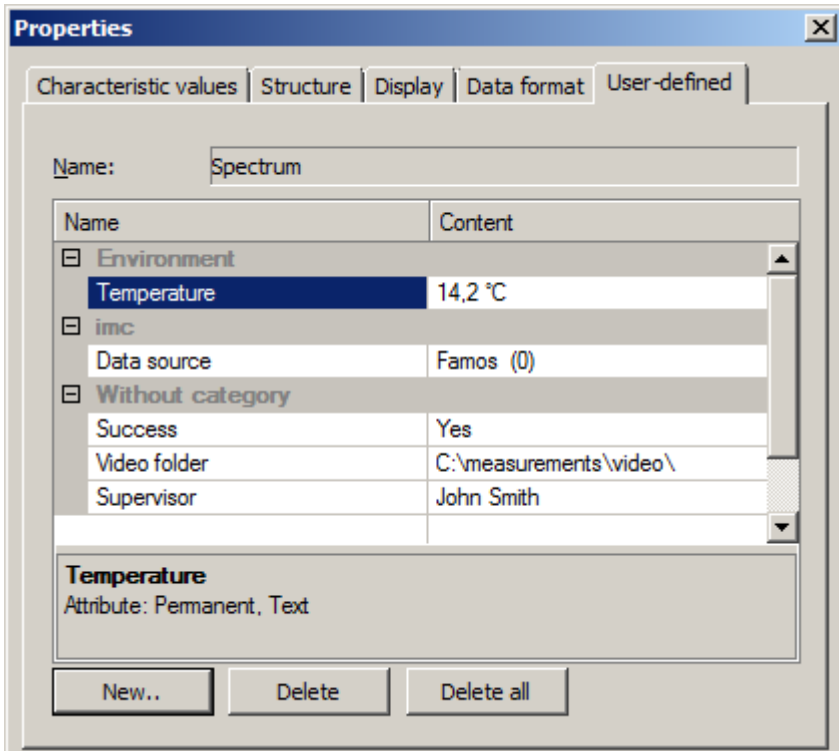 Properties
Characteristic values Structure Display Data format User-defined
Name: Spectrum
Name Content
Environment
Temperature 14,2 °C
imc
Data source Famos (0)
Without category
Success Yes
Video folder C:\measurements\video\
Supervisor John Smith
Temperature
Attribute: Permanent, Text
New.. Delete Delete all